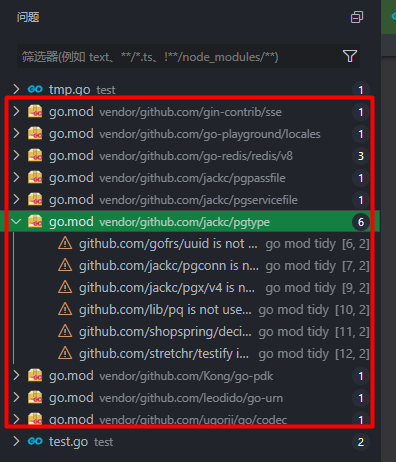 问题
筛选器(例如 text、**/*.ts、!**/node_modules/**)
tmp.go test 1
go.mod vendor/github.com/gin-contrib/sse 1
go.mod vendor/github.com/go-playground/locales 1
go.mod vendor/github.com/go-redis/redis/v8 3
go.mod vendor/github.com/jackc/pgpassfile 1
go.mod vendor/github.com/jackc/pgservicefile 1
go.mod vendor/github.com/jackc/pgtype 6
github.com/gofrs/uuid is not ... go mod tidy [6, 2]
github.com/jackc/pgconn is n... go mod tidy [7, 2]
github.com/jackc/pgx/v4 is n... go mod tidy [9, 2]
github.com/lib/pq is not use... go mod tidy [10, 2]
github.com/shopspring/deci... go mod tidy [11, 2]
github.com/stretchr/testify i... go mod tidy [12, 2]
go.mod vendor/github.com/Kong/go-pdk 1
go.mod vendor/github.com/leodido/go-urn 1
go.mod vendor/github.com/ugorji/go/codec 1
test.go test 2